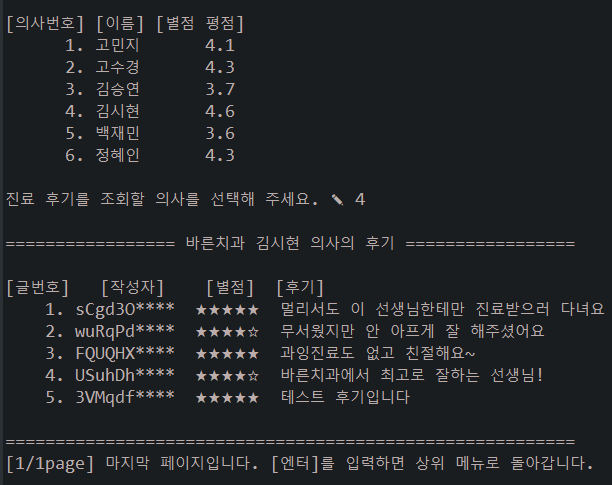 [의사번호] [이름] [별점 평점]
1. 고민지 4.1
2. 고수경 4.3
3. 김승연 3.7
4. 김시현 4.6
5. 백재민 3.6
6. 정혜인 4.3
진료 후기를 조회할 의사를 선택해 주세요. ✎ 4
================= 바른치과 김시현 의사의 후기 =================
[글번호] [작성자] [별점] [후기]
1. sCgd3O**** ★★★★★ 멀리서도 이 선생님한테만 진료받으러 다녀요
2. wuRqPd**** ★★★★☆ 무서웠지만 안 아프게 잘 해주셨어요
3. FQUQHX**** ★★★★★ 과잉진료도 없고 친절해요~
4. USuhDh**** ★★★★☆ 바른치과에서 최고로 잘하는 선생님!
5. 3VMqdf**** ★★★★★ 테스트 후기입니다
=========================================================
[1/1page] 마지막 페이지입니다. [엔터]를 입력하면 상위 메뉴로 돌아갑니다.